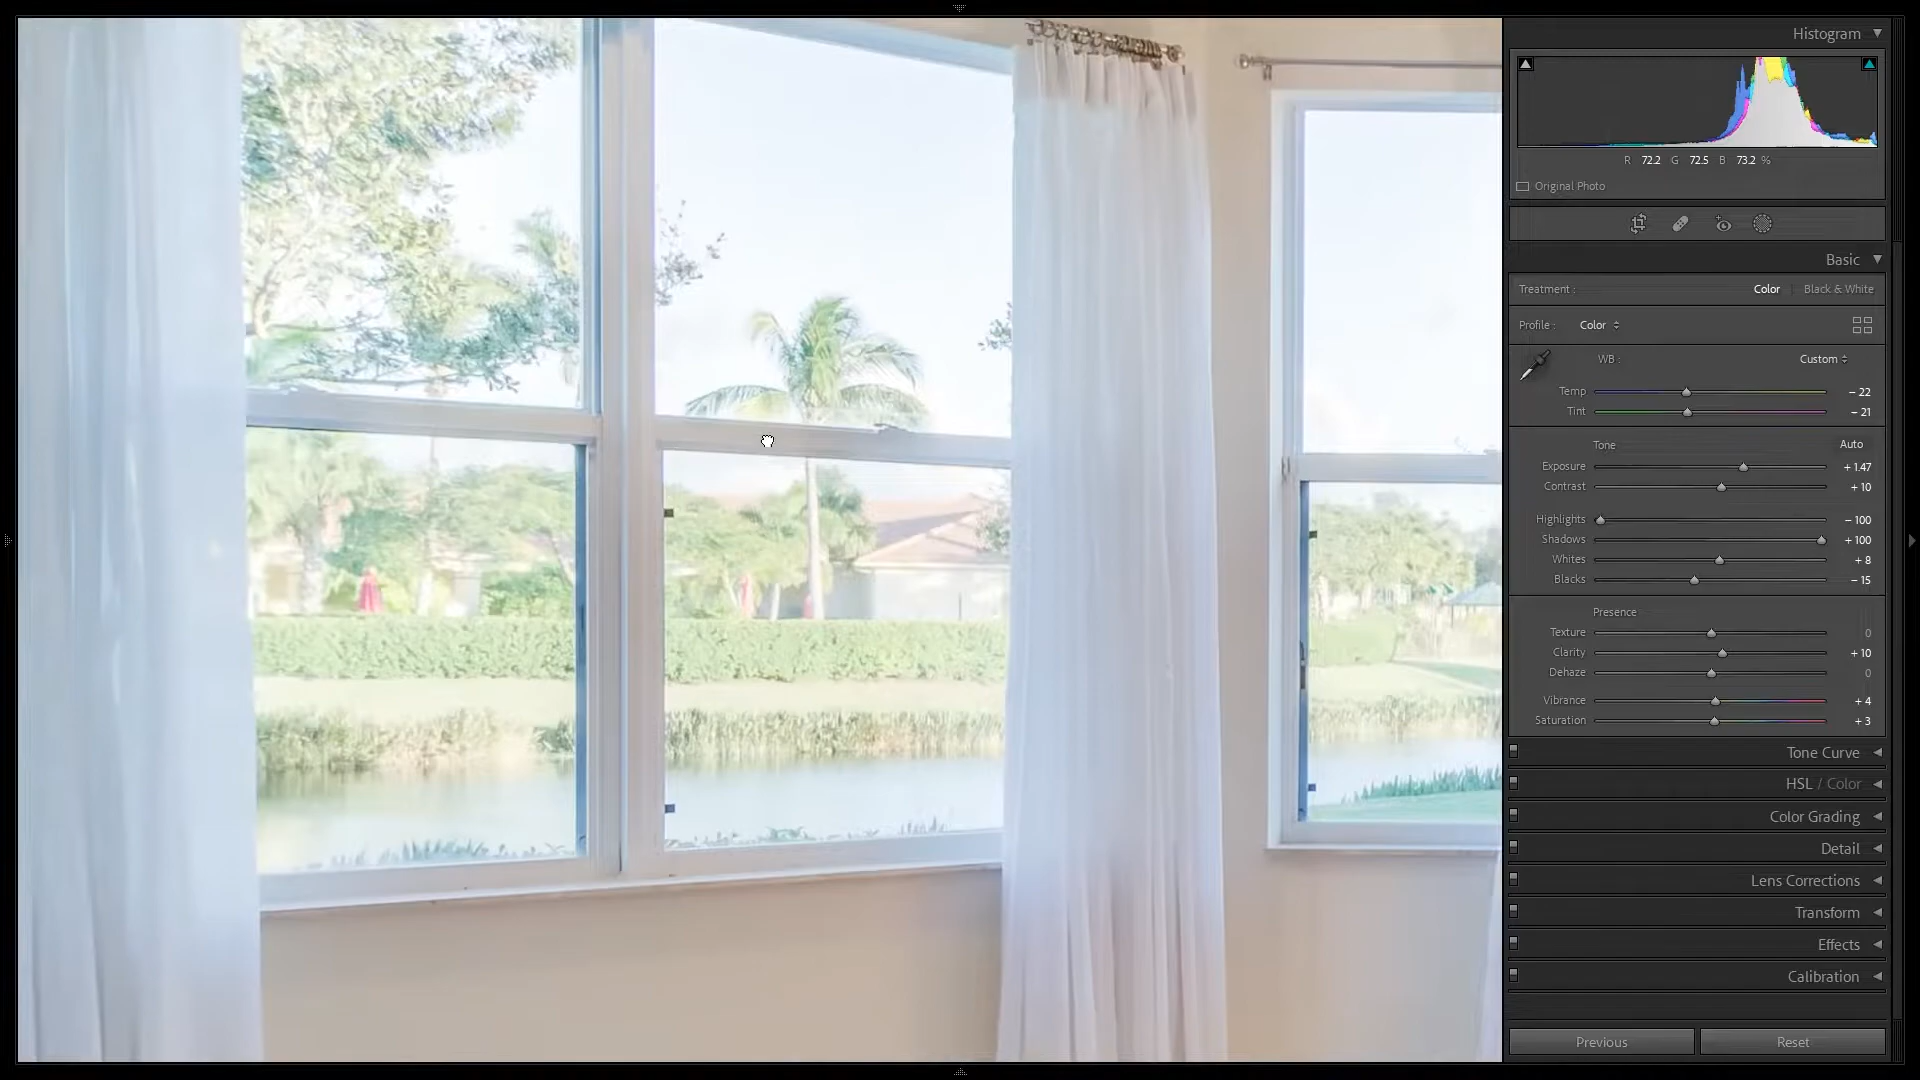 Histogram
R 72.2 G 72.5 B 73.2 %
Original Photo
Basic
Treatment : Color Black & White
Profile : Color
WB : Custom
Temp - 22
Tint - 21
Tone Auto
Exposure + 1.47
Contrast + 10
Highlights - 100
Shadows + 100
Whites + 8
Blacks - 15
Presence
Texture 0
Clarity + 10
Dehaze 0
Vibrance + 4
Saturation + 3
Tone Curve
HSL / Color
Color Grading
Detail
Lens Corrections
Transform
Effects
Calibration
Previous Reset